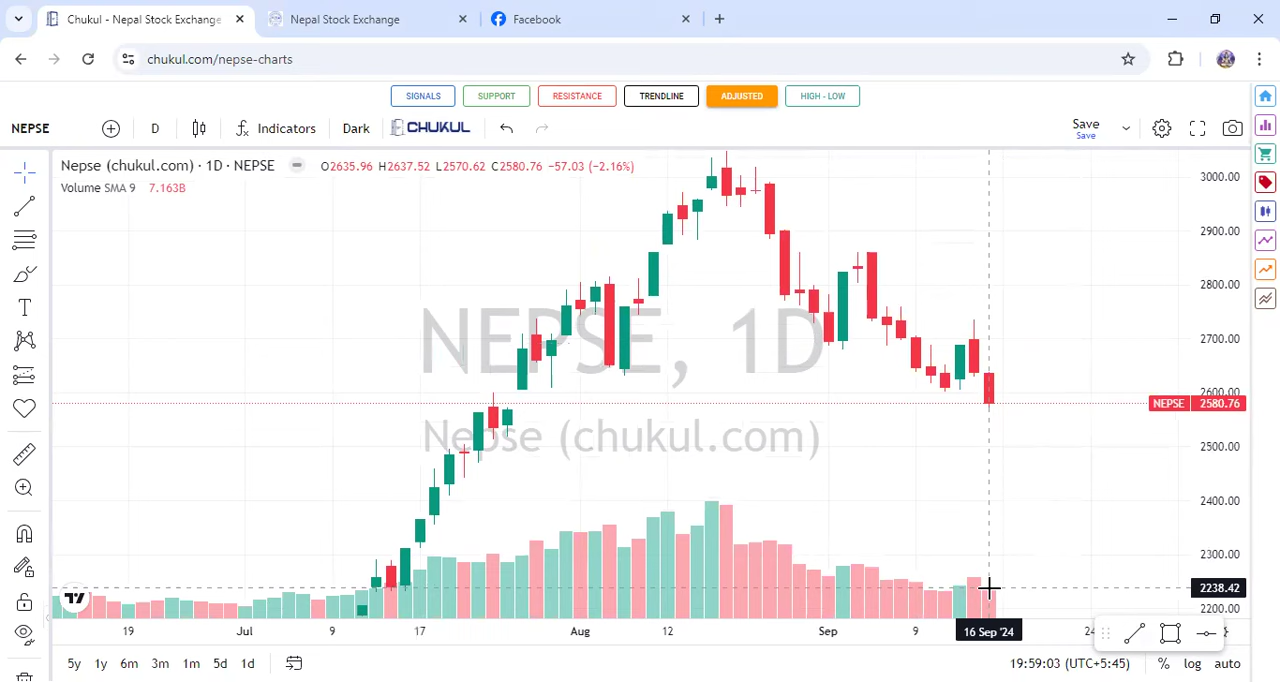 Chukul - Nepal Stock Exchange
Nepal Stock Exchange
Facebook
chukul.com/nepse-charts
SIGNALS
SUPPORT
RESISTANCE
TRENDLINE
ADJUSTED
HIGH - LOW
NEPSE
D
Indicators
Dark
CHUKUL
Save
Save
Nepse (chukul.com) · 1D · NEPSE
O2635.96 H2637.52 L2570.62 C2580.76 −57.03 (−2.16%)
Volume SMA 9 7.163B
3000.00
2900.00
2800.00
2700.00
2600.00
NEPSE 2580.76
2500.00
2400.00
2300.00
2238.42
2200.00
NEPSE, 1D
Nepse (chukul.com)
19
Jul
9
17
Aug
12
Sep
9
16 Sep '24
24
5y
1y
6m
3m
1m
5d
1d
19:59:03 (UTC+5:45)
%
log
auto